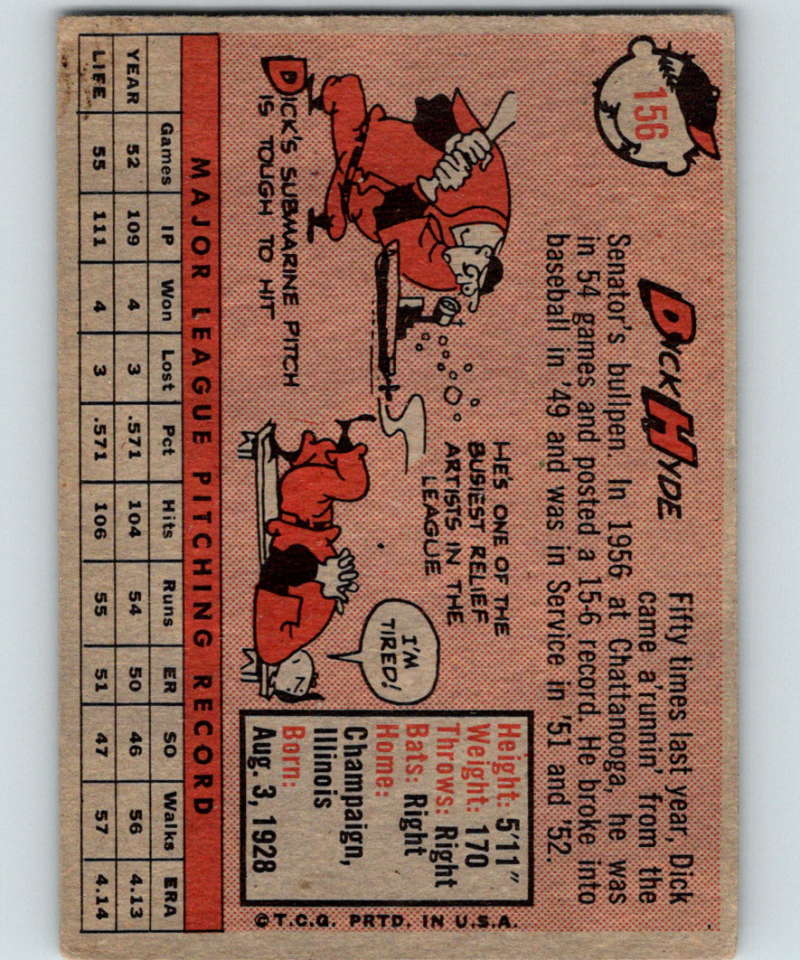 156
DICK HYDE
Fifty times last year, Dick
came a'runnin' from the
Senator's bullpen. In 1956 at Chattanooga, he was
in 54 games and posted a 15-6 record. He broke into
baseball in '49 and was in Service in '51 and '52.
DICK'S SUBMARINE PITCH
IS TOUGH TO HIT
HE'S ONE OF THE
BUSIEST RELIEF
ARTISTS IN THE
LEAGUE
I'M
TIRED!
Height: 5'11"
Weight: 170
Throws: Right
Bats: Right
Home:
Champaign,
Illinois
Born:
Aug. 3, 1928
©T.C.G. PRTD. IN U.S.A.
MAJOR LEAGUE PITCHING RECORD
Games IP Won Lost Pct Hits Runs ER SO Walks ERA
YEAR 52 109 4 3 .571 104 54 50 46 56 4.13
LIFE 55 111 4 3 .571 106 55 51 47 57 4.14